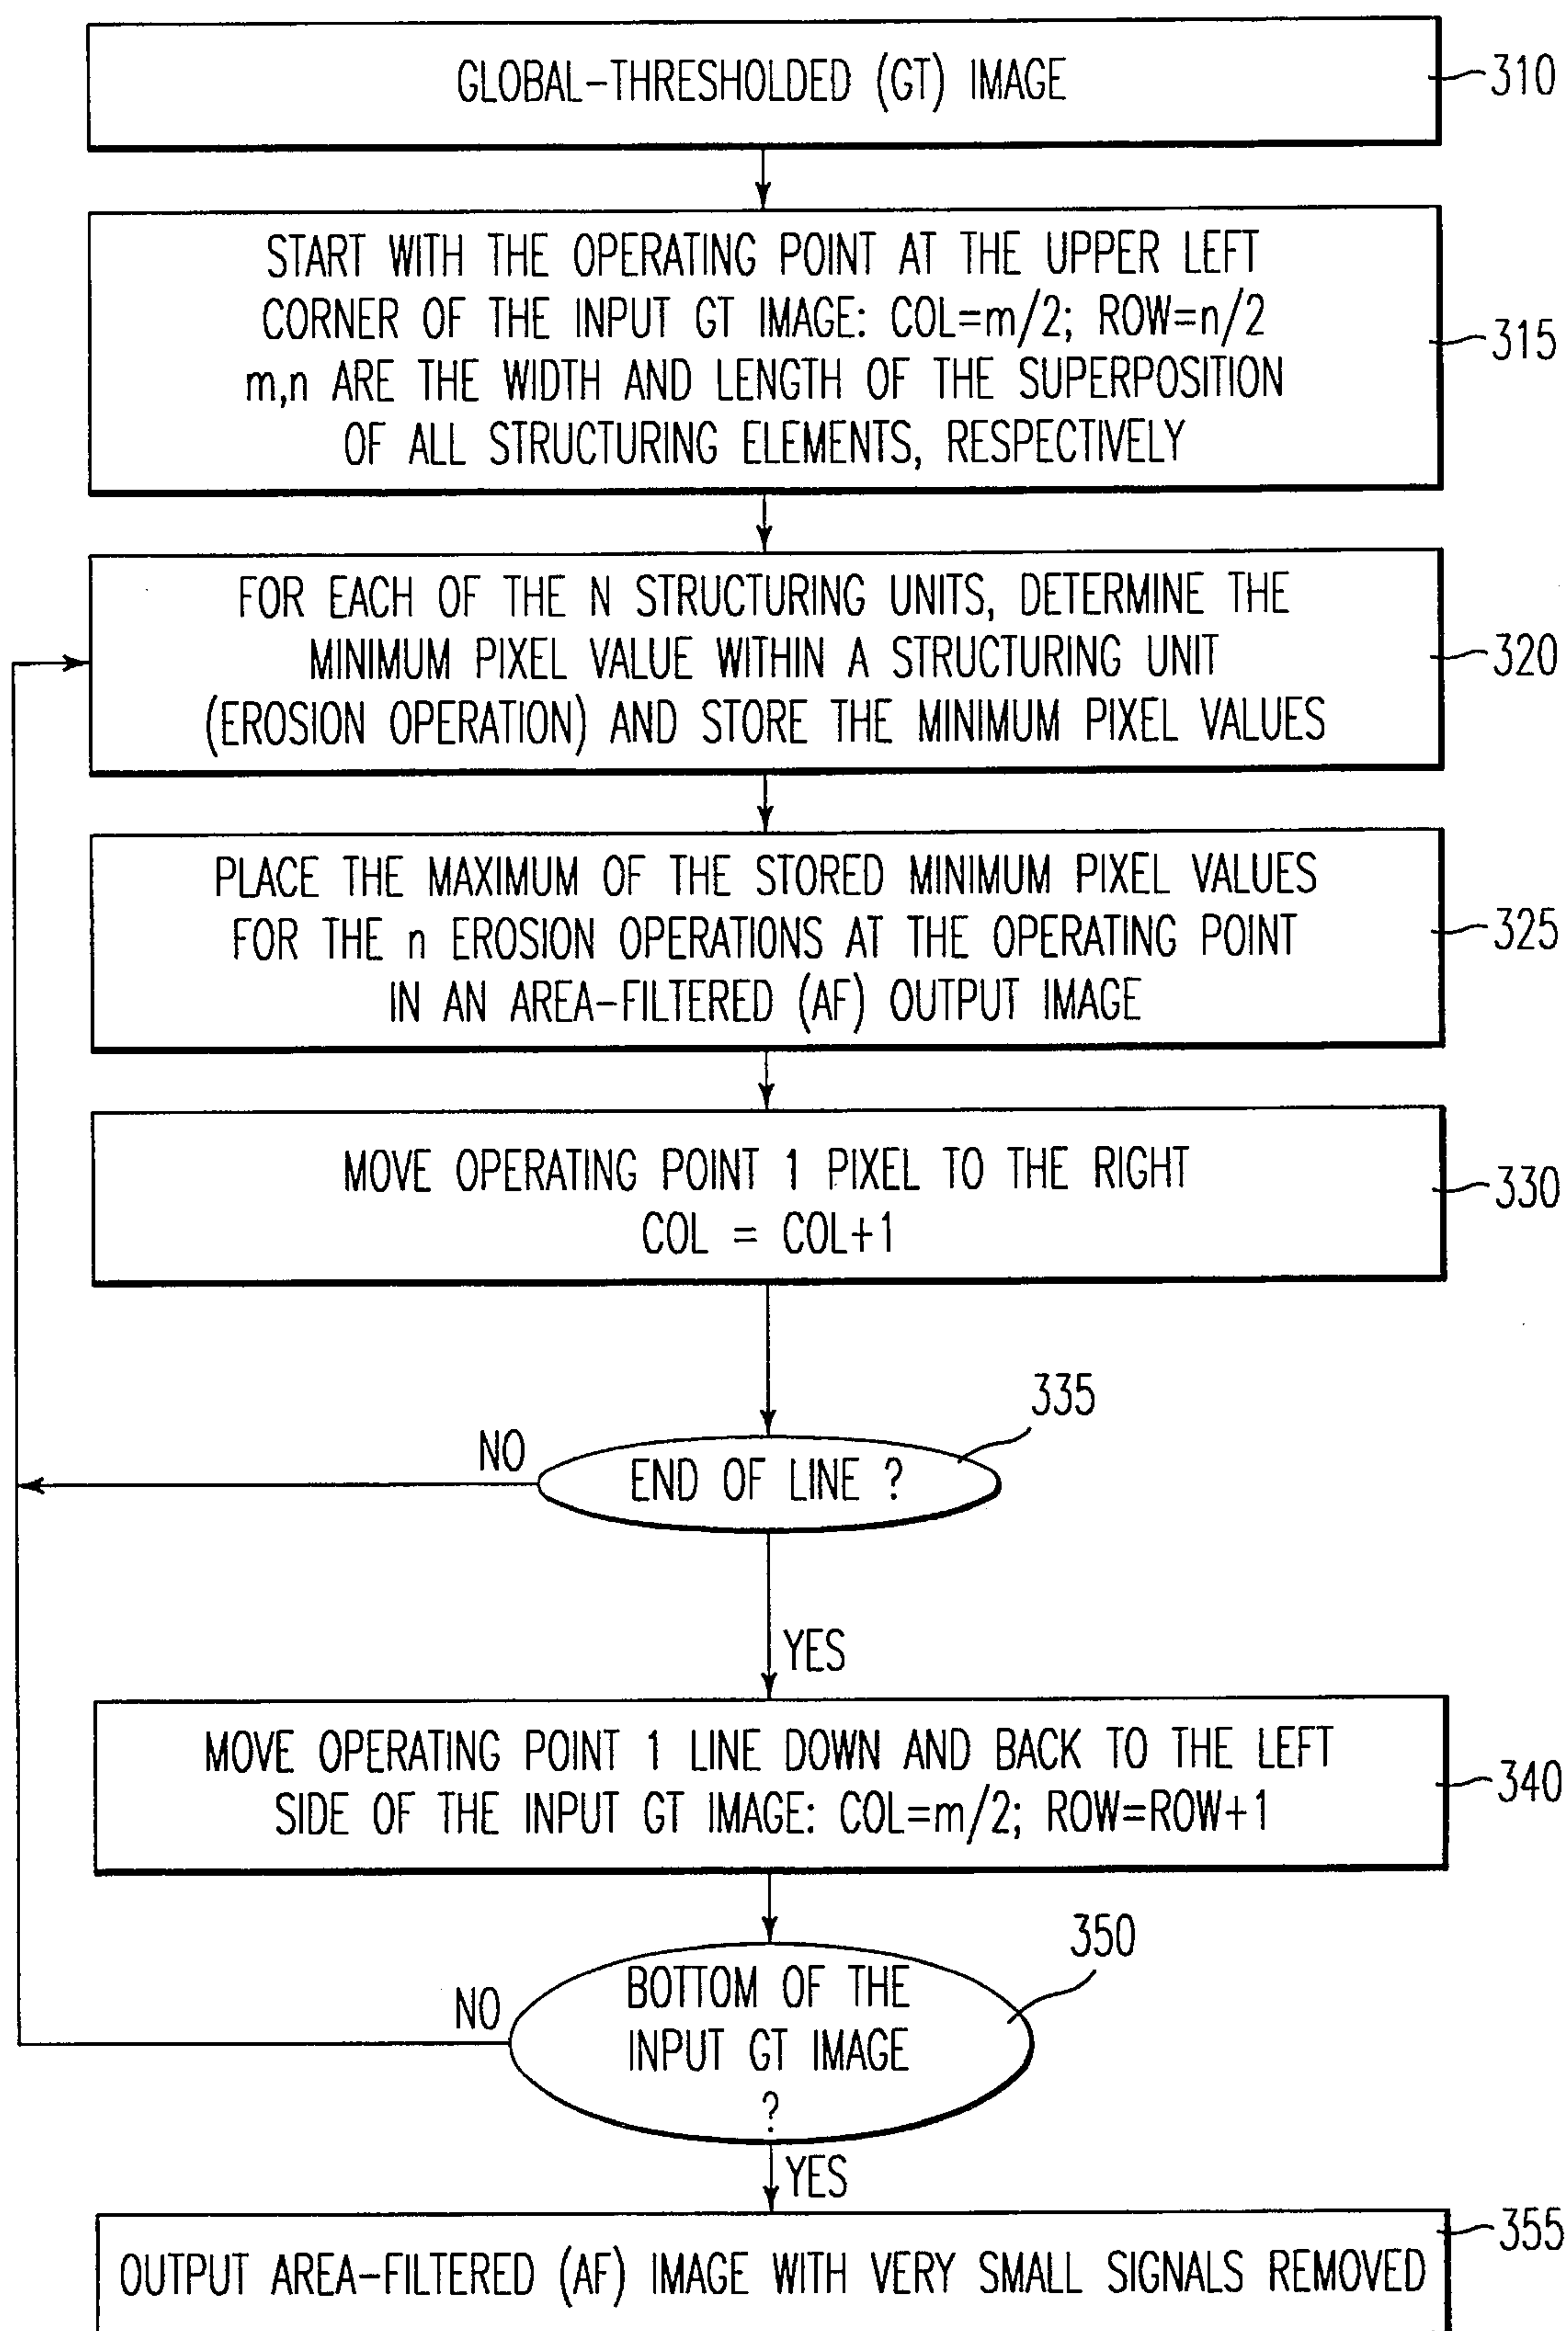 GLOBAL-THRESHOLDED (GT) IMAGE
310
START WITH THE OPERATING POINT AT THE UPPER LEFT
CORNER OF THE INPUT GT IMAGE: COL=m/2; ROW=n/2
m,n ARE THE WIDTH AND LENGTH OF THE SUPERPOSITION
OF ALL STRUCTURING ELEMENTS, RESPECTIVELY
315
FOR EACH OF THE N STRUCTURING UNITS, DETERMINE THE
MINIMUM PIXEL VALUE WITHIN A STRUCTURING UNIT
(EROSION OPERATION) AND STORE THE MINIMUM PIXEL VALUES
320
PLACE THE MAXIMUM OF THE STORED MINIMUM PIXEL VALUES
FOR THE n EROSION OPERATIONS AT THE OPERATING POINT
IN AN AREA-FILTERED (AF) OUTPUT IMAGE
325
MOVE OPERATING POINT 1 PIXEL TO THE RIGHT
COL = COL+1
330
335
NO
END OF LINE ?
YES
MOVE OPERATING POINT 1 LINE DOWN AND BACK TO THE LEFT
SIDE OF THE INPUT GT IMAGE: COL=m/2; ROW=ROW+1
340
350
NO
BOTTOM OF THE
INPUT GT IMAGE
?
YES
355
OUTPUT AREA-FILTERED (AF) IMAGE WITH VERY SMALL SIGNALS REMOVED